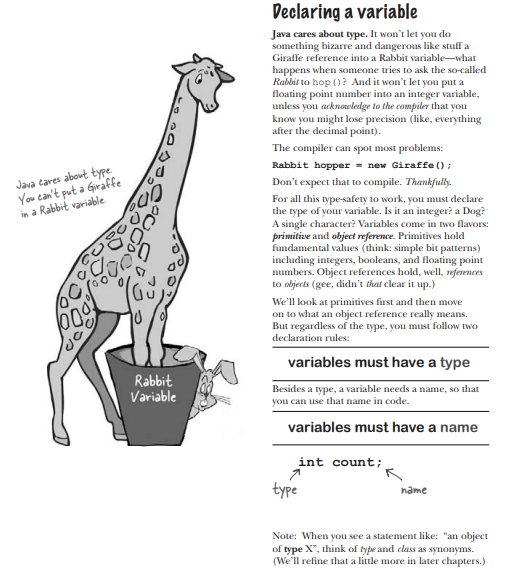 Declaring a variable
Java cares about type. It won't let you do
something bizarre and dangerous like stuff a
Giraffe reference into a Rabbit variable—what
happens when someone tries to ask the so-called
Rabbit to hop()? And it won't let you put a
floating point number into an integer variable,
unless you acknowledge to the compiler that you
know you might lose precision (like, everything
after the decimal point).
The compiler can spot most problems:
Rabbit hopper = new Giraffe();
Don't expect that to compile. Thankfully.
For all this type-safety to work, you must declare
the type of your variable. Is it an integer? a Dog?
A single character? Variables come in two flavors:
primitive and object reference. Primitives hold
fundamental values (think: simple bit patterns)
including integers, booleans, and floating point
numbers. Object references hold, well, references
to objects (gee, didn't that clear it up.)
We'll look at primitives first and then move
on to what an object reference really means.
But regardless of the type, you must follow two
declaration rules:
variables must have a type
Besides a type, a variable needs a name, so that
you can use that name in code.
variables must have a name
int count;
type
name
Note: When you see a statement like: "an object
of type X", think of type and class as synonyms.
(We'll refine that a little more in later chapters.)
Java cares about type.
You can't put a Giraffe
in a Rabbit variable.
Rabbit
Variable